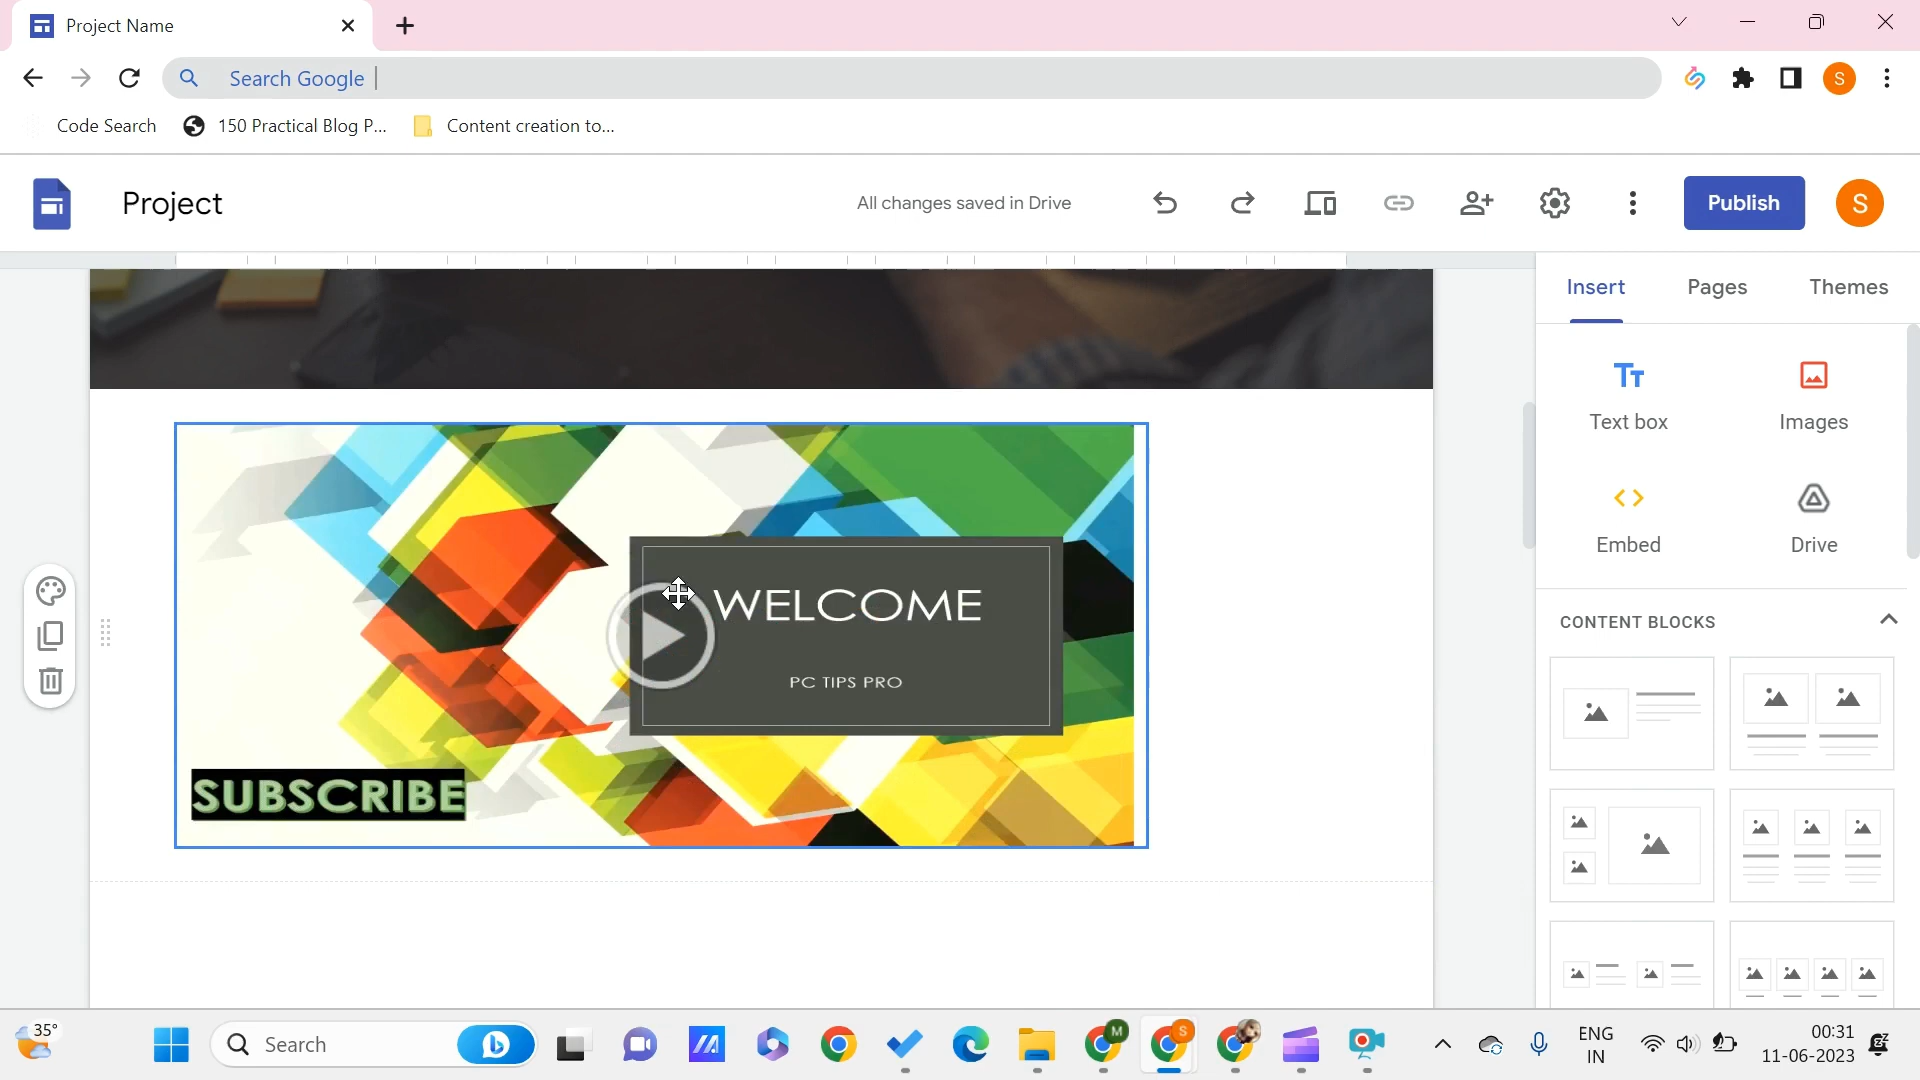 Project Name
Search Google
Code Search
150 Practical Blog P...
Content creation to...
S
Project
All changes saved in Drive
Publish
S
Insert
Pages
Themes
Text box
Images
Embed
Drive
CONTENT BLOCKS
WELCOME
PC TIPS PRO
SUBSCRIBE
35°
Search
M
S
ENG
IN
00:31
11-06-2023